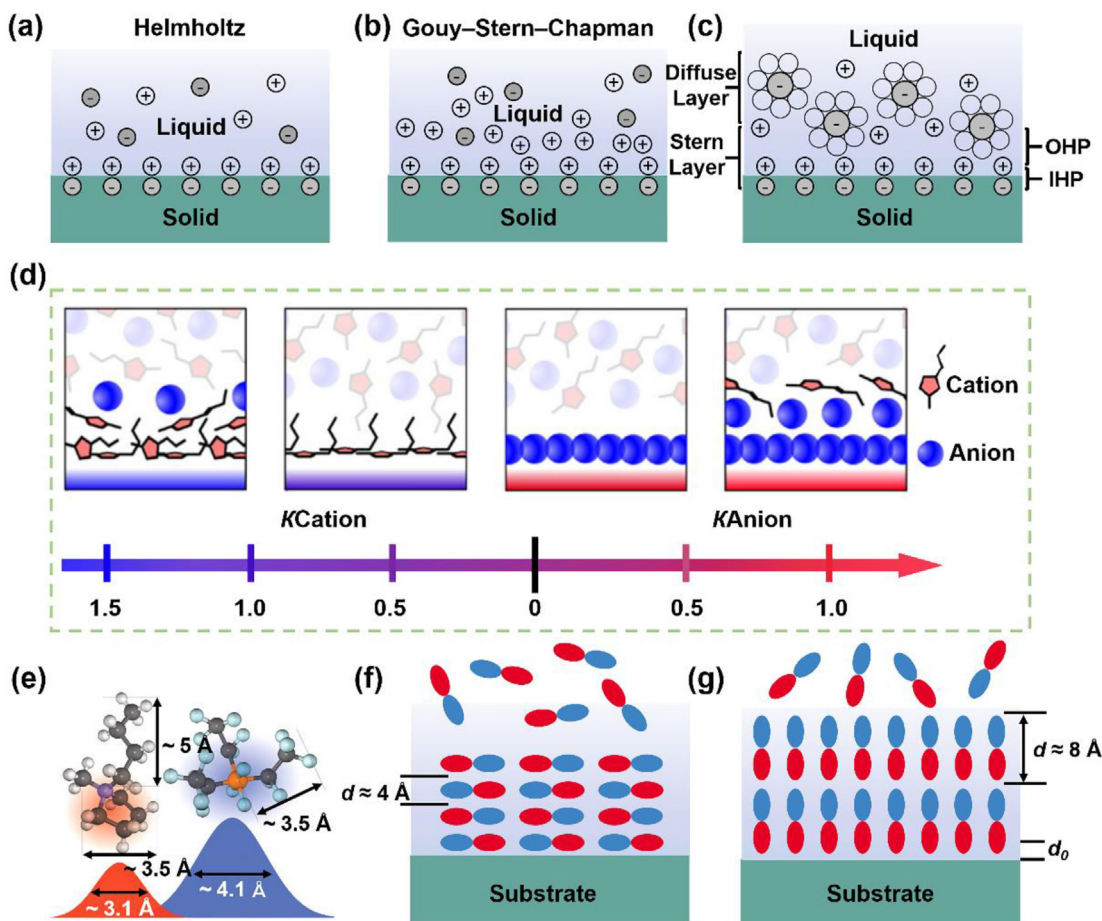 (a)
Helmholtz
Liquid
Solid
(b)
Gouy–Stern–Chapman
Liquid
Solid
(c)
Liquid
Diffuse
Layer
Stern
Layer
OHP
IHP
Solid
(d)
Cation
Anion
KCation
KAnion
1.5
1.0
0.5
0
0.5
1.0
(e)
~ 5 Å
~ 3.5 Å
~ 3.5 Å
~ 3.1 Å
~ 4.1 Å
(f)
d ≈ 4 Å
Substrate
(g)
d ≈ 8 Å
d0
Substrate